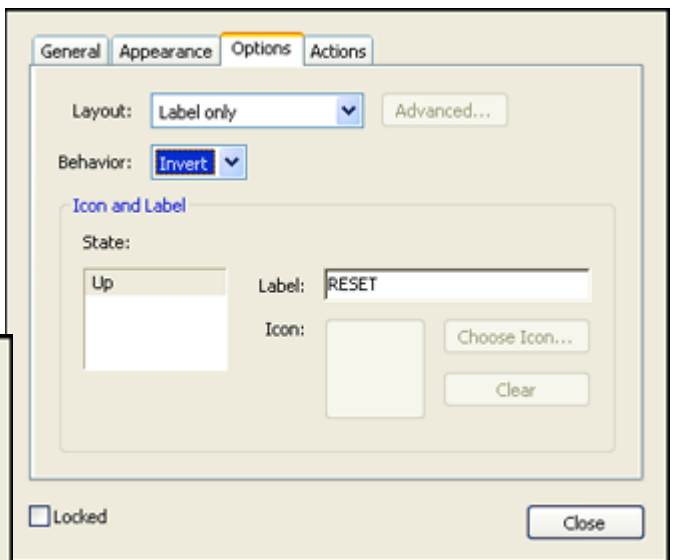 General Appearance Options Actions
Layout: Label only Advanced...
Behavior: Invert
Icon and Label
State:
Up
Label: RESET
Icon: Choose Icon...
Clear
Locked Close